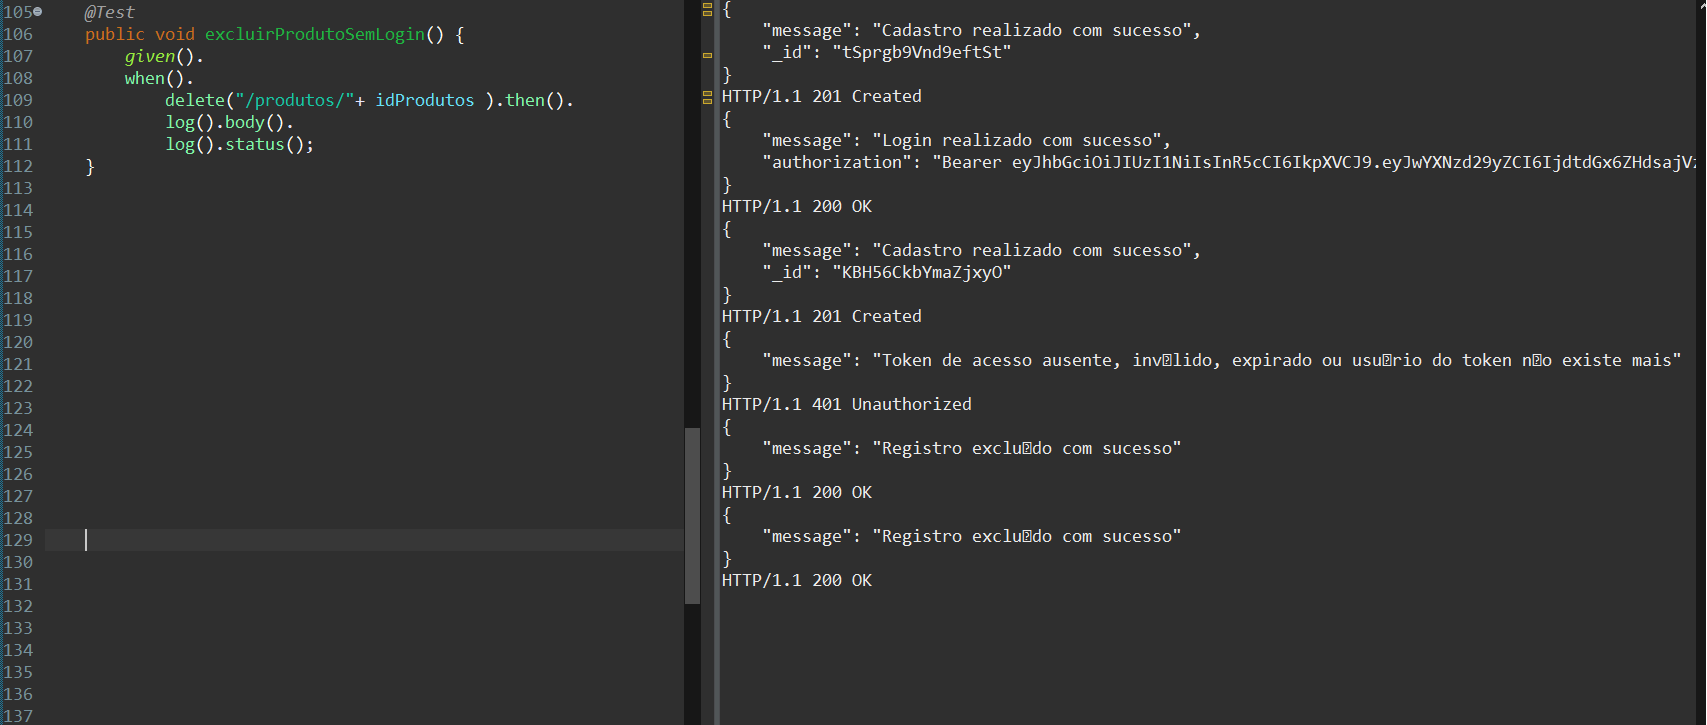 105 @Test
106 public void excluirProdutoSemLogin() {
107 given().
108 when().
109 delete("/produtos/"+ idProdutos ).then().
110 log().body().
111 log().status();
112 }
113
114
115
116
117
118
119
120
121
122
123
124
125
126
127
128
129
130
131
132
133
134
135
136
137
{
"message": "Cadastro realizado com sucesso",
"_id": "tSprgb9Vnd9eftSt"
}
HTTP/1.1 201 Created
{
"message": "Login realizado com sucesso",
"authorization": "Bearer eyJhbGciOiJIUzI1NiIsInR5cCI6IkpXVCJ9.eyJwYXNzd29yZCI6IjdtdGx6ZHdsajVz
}
HTTP/1.1 200 OK
{
"message": "Cadastro realizado com sucesso",
"_id": "KBH56CkbYmaZjxyO"
}
HTTP/1.1 201 Created
{
"message": "Token de acesso ausente, inv�lido, expirado ou usu�rio do token n�o existe mais"
}
HTTP/1.1 401 Unauthorized
{
"message": "Registro exclu�do com sucesso"
}
HTTP/1.1 200 OK
{
"message": "Registro exclu�do com sucesso"
}
HTTP/1.1 200 OK